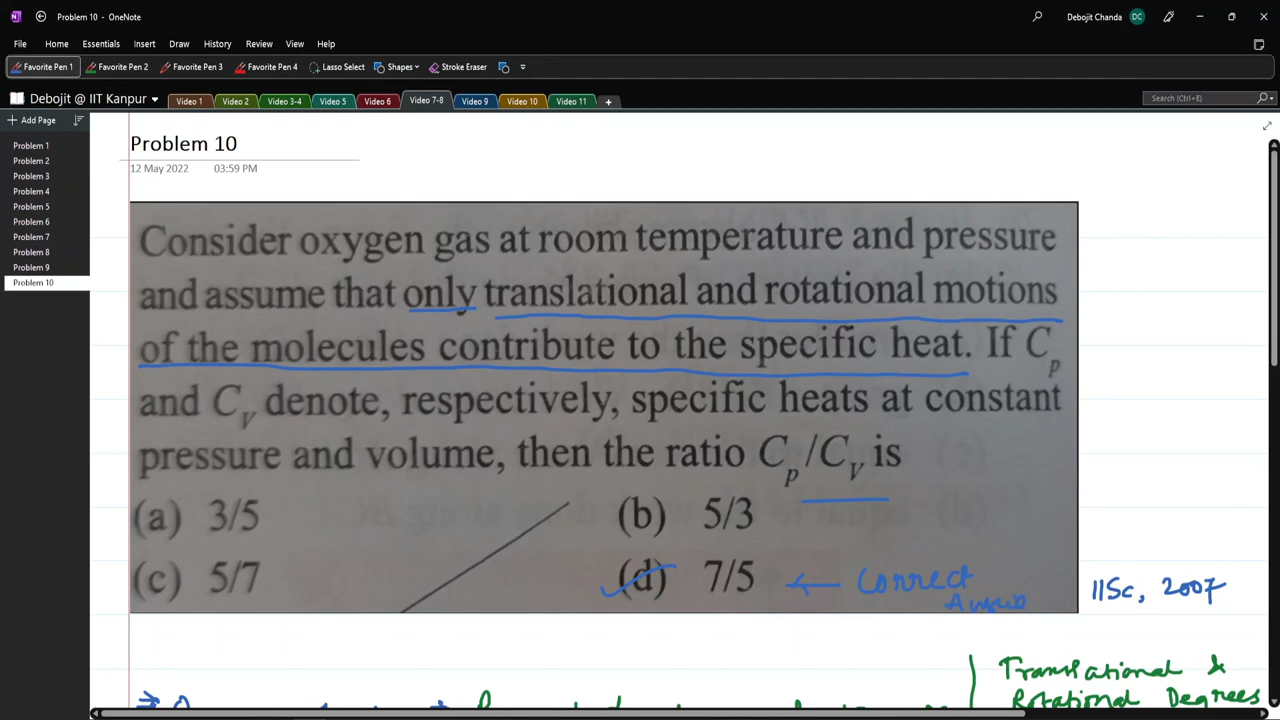 Problem 10 - OneNote
Debojit Chanda DC
File Home Essentials Insert Draw History Review View Help
Favorite Pen 1 Favorite Pen 2 Favorite Pen 3 Favorite Pen 4 Lasso Select Shapes Stroke Eraser
Debojit @ IIT Kanpur Video 1 Video 2 Video 3-4 Video 5 Video 6 Video 7-8 Video 9 Video 10 Video 11 + Search (Ctrl+E)
+ Add Page
Problem 1
Problem 2
Problem 3
Problem 4
Problem 5
Problem 6
Problem 7
Problem 8
Problem 9
Problem 10
Problem 10
12 May 2022 03:59 PM
Consider oxygen gas at room temperature and pressure
and assume that only translational and rotational motions
of the molecules contribute to the specific heat. If Cp
and CV denote, respectively, specific heats at constant
pressure and volume, then the ratio Cp/CV is
(a) 3/5 (b) 5/3
(c) 5/7 (d) 7/5 ← Correct
IISc, 2007
Translational &
Rotational Degrees